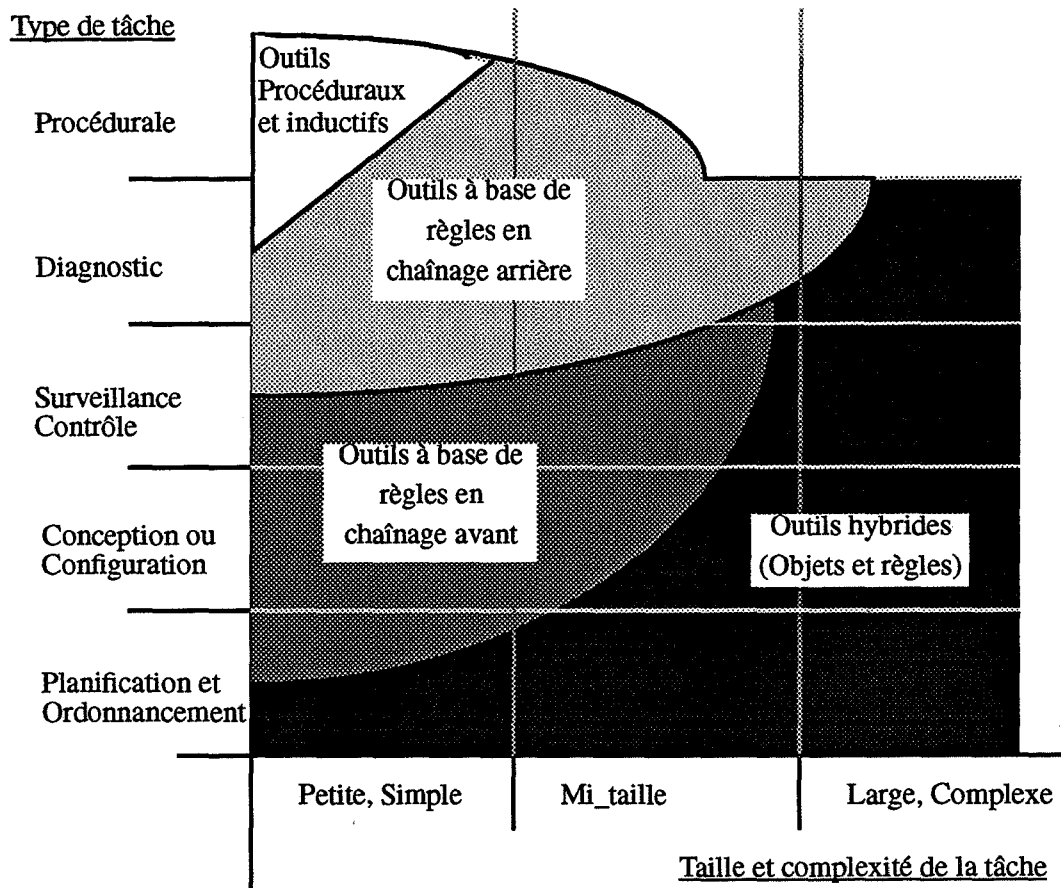 Type de tâche
Outils
Procéduraux
et inductifs
Procédurale
Outils à base de
règles en
chaînage arrière
Diagnostic
Surveillance
Contrôle
Outils à base de
règles en
chaînage avant
Conception ou
Configuration
Outils hybrides
(Objets et règles)
Planification et
Ordonnancement
Petite, Simple
Mi_taille
Large, Complexe
Taille et complexité de la tâche